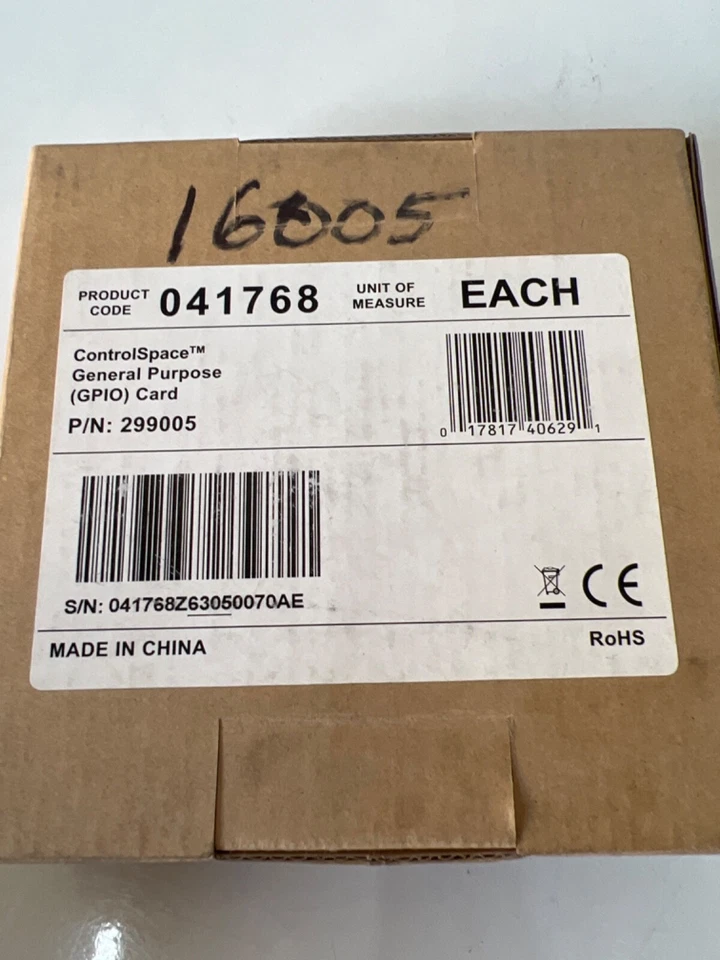 16005
PRODUCT CODE 041768 UNIT OF MEASURE EACH
ControlSpace™
General Purpose
(GPIO) Card
P/N: 299005
0 17817 40629 1
S/N: 041768Z63050070AE
CE
MADE IN CHINA
RoHS